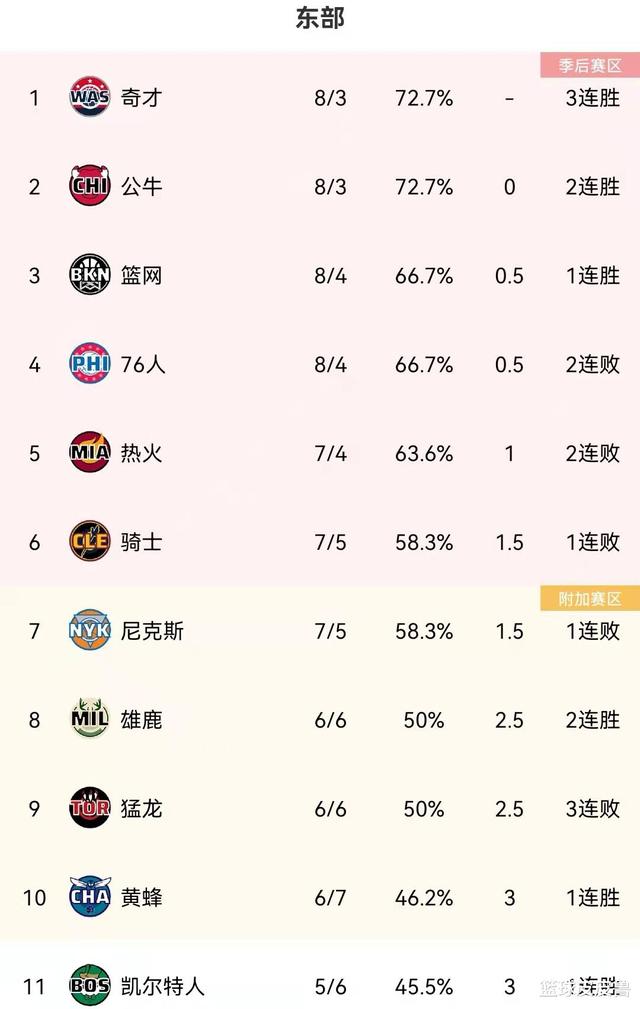 东部
季后赛区
1 WAS 奇才 8/3 72.7% - 3连胜
2 CHI 公牛 8/3 72.7% 0 2连胜
3 BKN 篮网 8/4 66.7% 0.5 1连胜
4 PHI 76人 8/4 66.7% 0.5 2连败
5 MIA 热火 7/4 63.6% 1 2连败
6 CLE 骑士 7/5 58.3% 1.5 1连败
附加赛区
7 NYK 尼克斯 7/5 58.3% 1.5 1连败
8 MIL 雄鹿 6/6 50% 2.5 2连胜
9 TOR 猛龙 6/6 50% 2.5 3连败
10 CHA 黄蜂 6/7 46.2% 3 1连胜
11 BOS 凯尔特人 5/6 45.5% 3 1连胜